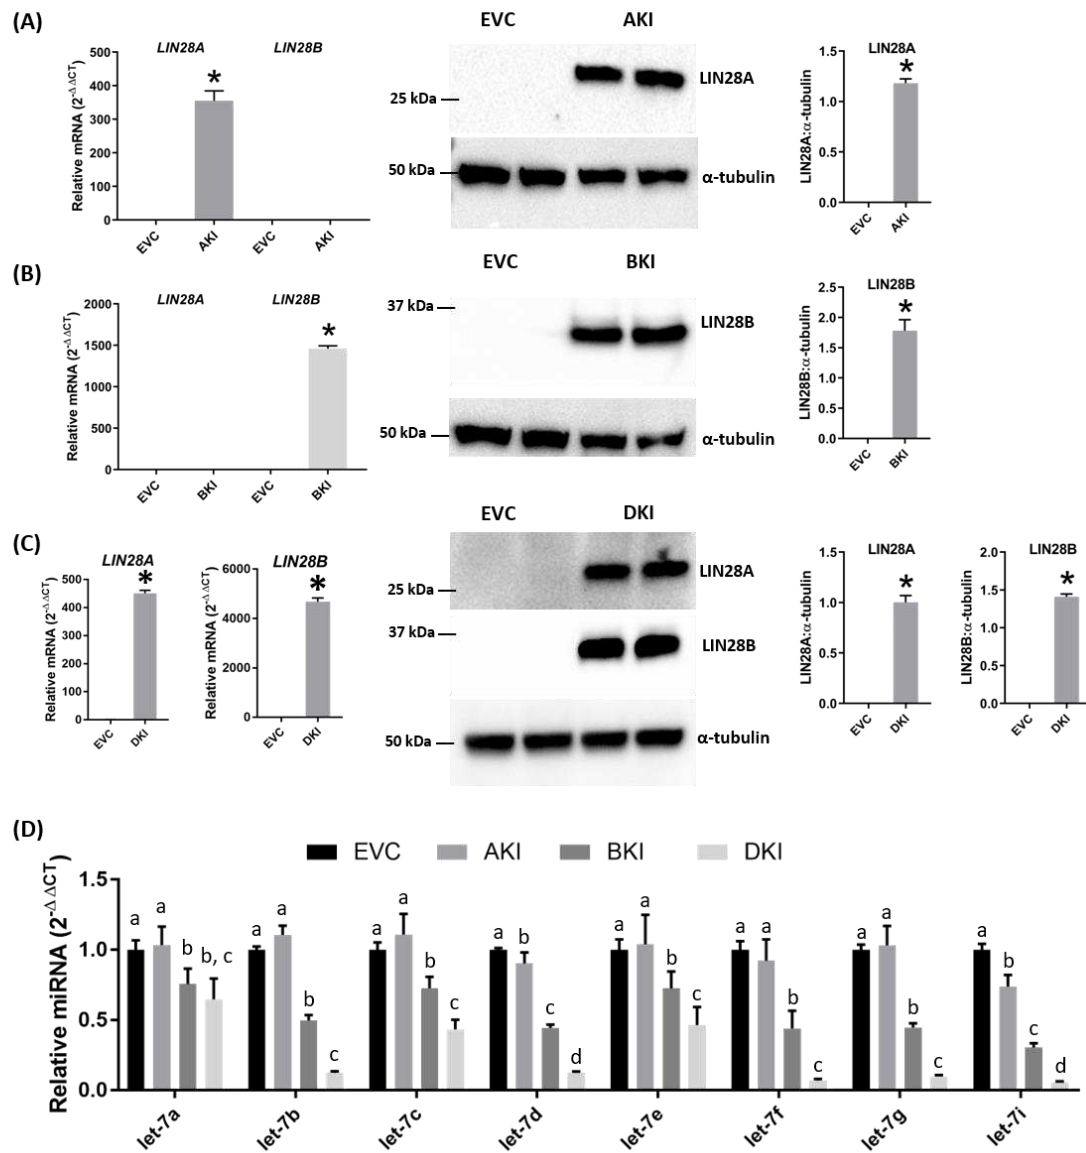 (A)
LIN28A LIN28B
Relative mRNA (2-ΔΔCT)
500
400
300
200
100
0
*
EVC AKI EVC AKI
EVC AKI
25 kDa
LIN28A
50 kDa
α-tubulin
LIN28A
LIN28A:α-tubulin
1.5
1.0
0.5
0.0
*
EVC AKI
(B)
LIN28A LIN28B
Relative mRNA (2-ΔΔCT)
2000
1500
1000
500
0
*
EVC BKI EVC BKI
EVC BKI
37 kDa
LIN28B
50 kDa
α-tubulin
LIN28B
LIN28B:α-tubulin
2.5
2.0
1.5
1.0
0.5
0.0
*
EVC BKI
(C)
LIN28A
Relative mRNA (2-ΔΔCT)
500
400
300
200
100
0
*
EVC DKI
LIN28B
Relative mRNA (2-ΔΔCT)
6000
4000
2000
0
*
EVC DKI
EVC DKI
25 kDa
LIN28A
37 kDa
LIN28B
50 kDa
α-tubulin
LIN28A
LIN28A:α-tubulin
1.5
1.0
0.5
0.0
*
EVC DKI
LIN28B
LIN28B:α-tubulin
2.0
1.5
1.0
0.5
0.0
*
EVC DKI
(D)
EVC AKI BKI DKI
Relative miRNA (2-ΔΔCT)
1.5
1.0
0.5
0.0
a a b b, c
a a b c
a a b c
a b c d
a a b c
a a b c
a a b c
a b c d
let-7a let-7b let-7c let-7d let-7e let-7f let-7g let-7i